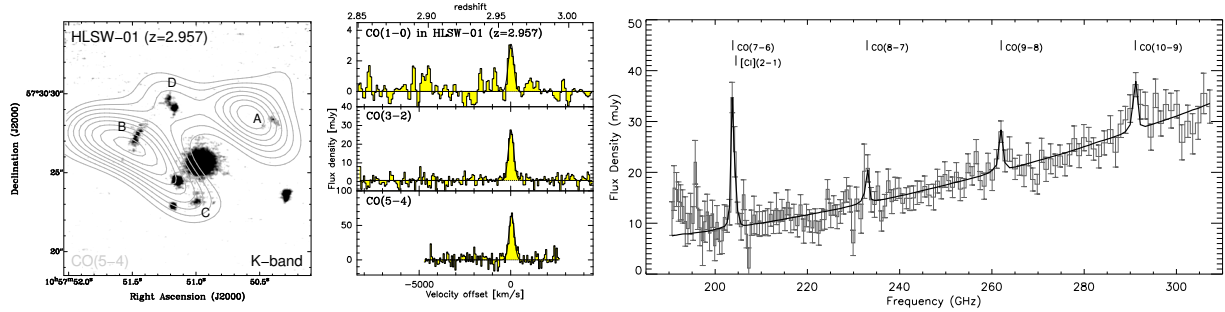 HLSW−01 (z=2.957)
D
A
B
C
CO(5−4)
K−band
Declination (J2000)
57°30'30"
25"
20"
10ʰ57ᵐ52.ˢ0
51.ˢ5
51.ˢ0
50.ˢ5
Right Ascension (J2000)
redshift
2.85 2.90 2.95 3.00
CO(1−0) in HLSW−01 (z=2.957)
4
2
0
40
CO(3−2)
30
20
10
0
100
CO(5−4)
50
0
Flux density [mJy]
−5000 0
Velocity offset [km/s]
50
40
30
20
10
0
Flux Density (mJy)
CO(7−6)
[CI](2−1)
CO(8−7)
CO(9−8)
CO(10−9)
200 220 240 260 280 300
Frequency (GHz)